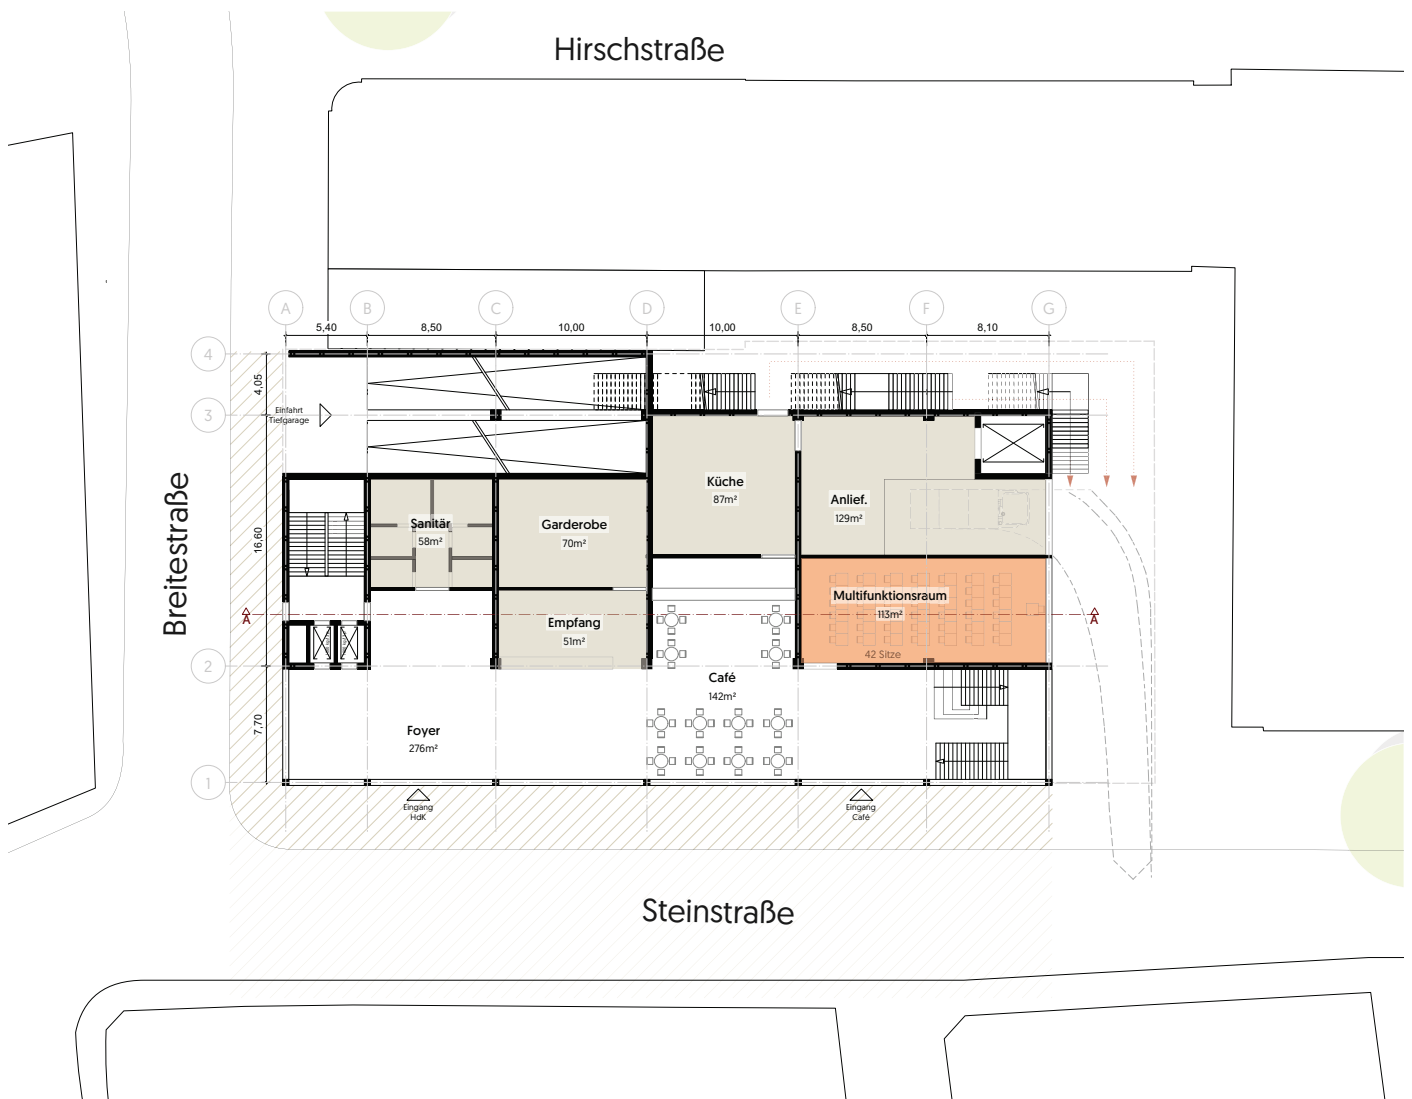 Hirschstraße
A
B
C
D
E
F
G
5,40
8,50
10,00
10,00
8,50
8,10
4
3
2
1
4,05
16,60
7,70
Einfahrt
Tiefgarage
Breitestraße
Küche
87m²
Anlief.
129m²
Sanitär
58m²
Garderobe
70m²
Multifunktionsraum
113m²
42 Sitze
Empfang
51m²
A
A
Café
142m²
Foyer
276m²
Eingang
HdK
Eingang
Café
Steinstraße